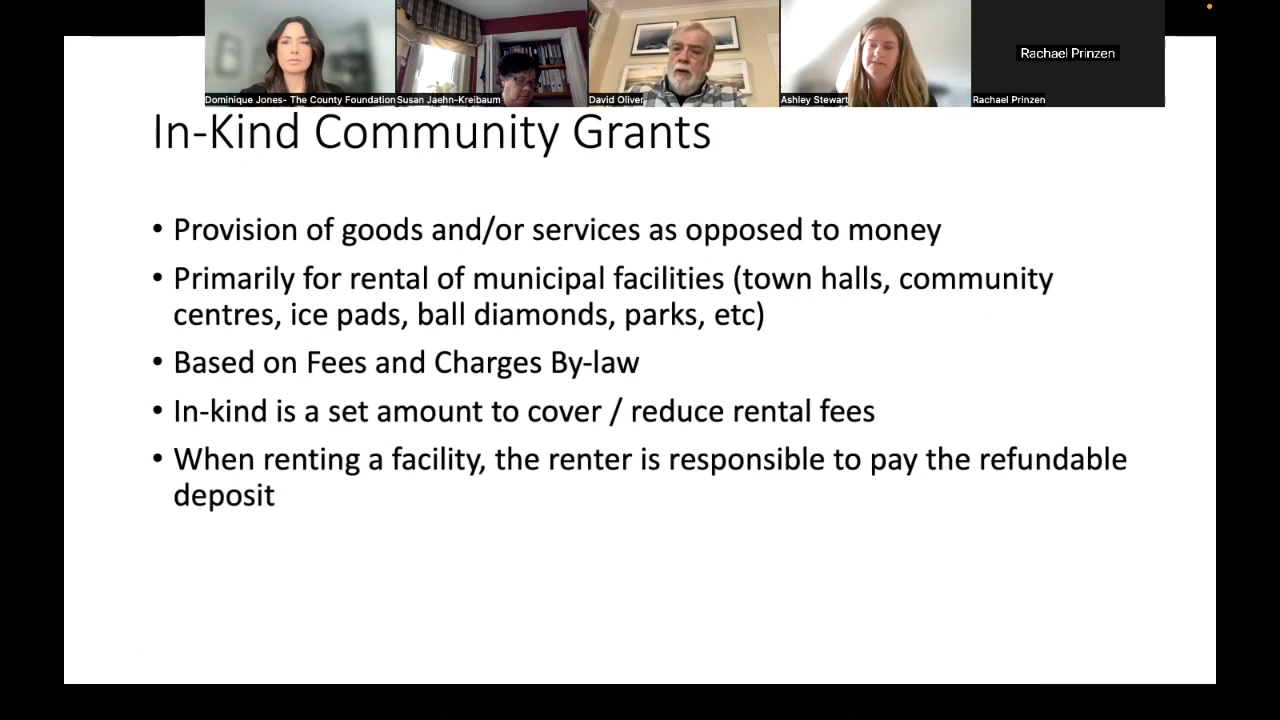 Dominique Jones- The County Foundation
Susan Jaehn-Kreibaum
David Oliver
Ashley Stewart
Rachael Prinzen
Rachael Prinzen
In-Kind Community Grants
• Provision of goods and/or services as opposed to money
• Primarily for rental of municipal facilities (town halls, community
centres, ice pads, ball diamonds, parks, etc)
• Based on Fees and Charges By-law
• In-kind is a set amount to cover / reduce rental fees
• When renting a facility, the renter is responsible to pay the refundable
deposit